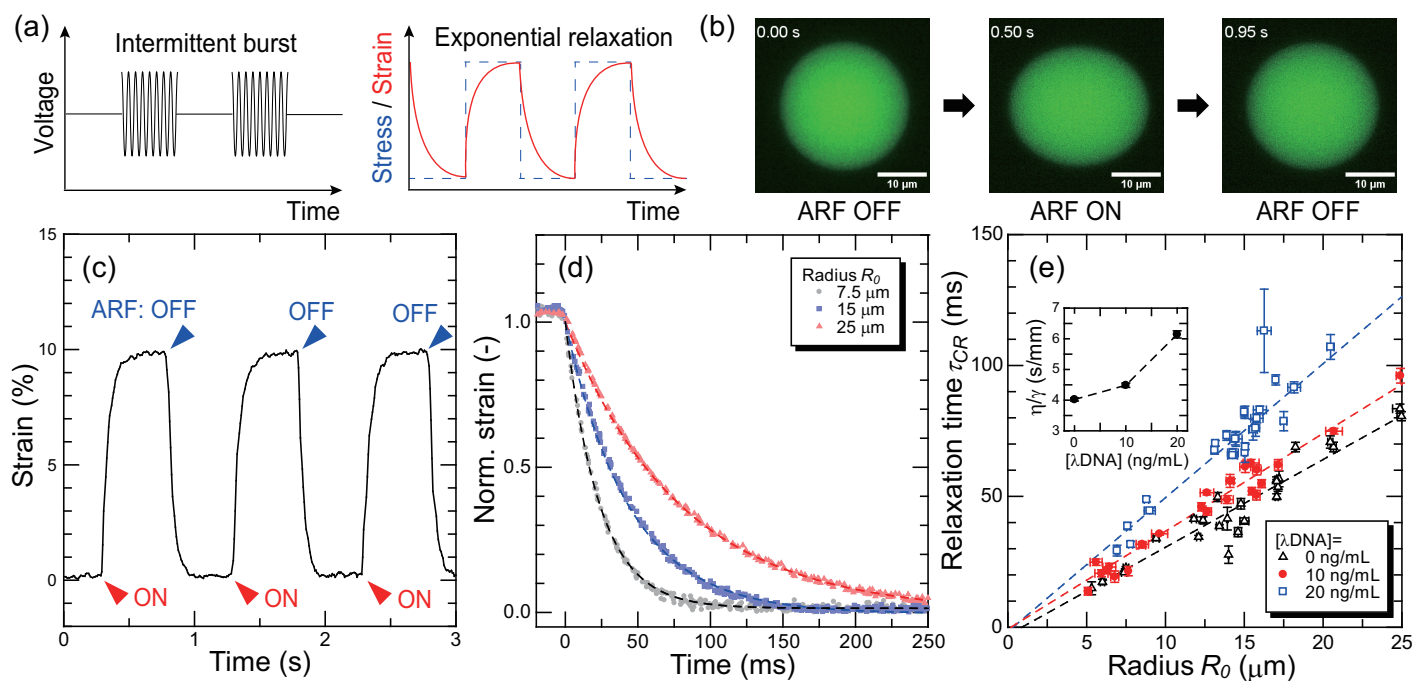 (a)
Intermittent burst
Voltage
Time
Exponential relaxation
Stress / Strain
Time
(b)
0.00 s
10 µm
ARF OFF
0.50 s
10 µm
ARF ON
0.95 s
10 µm
ARF OFF
(c)
15
10
5
0
Strain (%)
ARF: OFF
OFF
OFF
ON
ON
ON
0
1
2
3
Time (s)
(d)
1.0
0.5
0.0
Norm. strain (-)
Radius R0
7.5 µm
15 µm
25 µm
0
50
100
150
200
250
Time (ms)
(e)
150
100
50
0
Relaxation time τCR (ms)
7
6
5
4
3
η/γ (s/mm)
0
10
20
[λDNA] (ng/mL)
[λDNA]=
0 ng/mL
10 ng/mL
20 ng/mL
0
5
10
15
20
25
Radius R0 (µm)